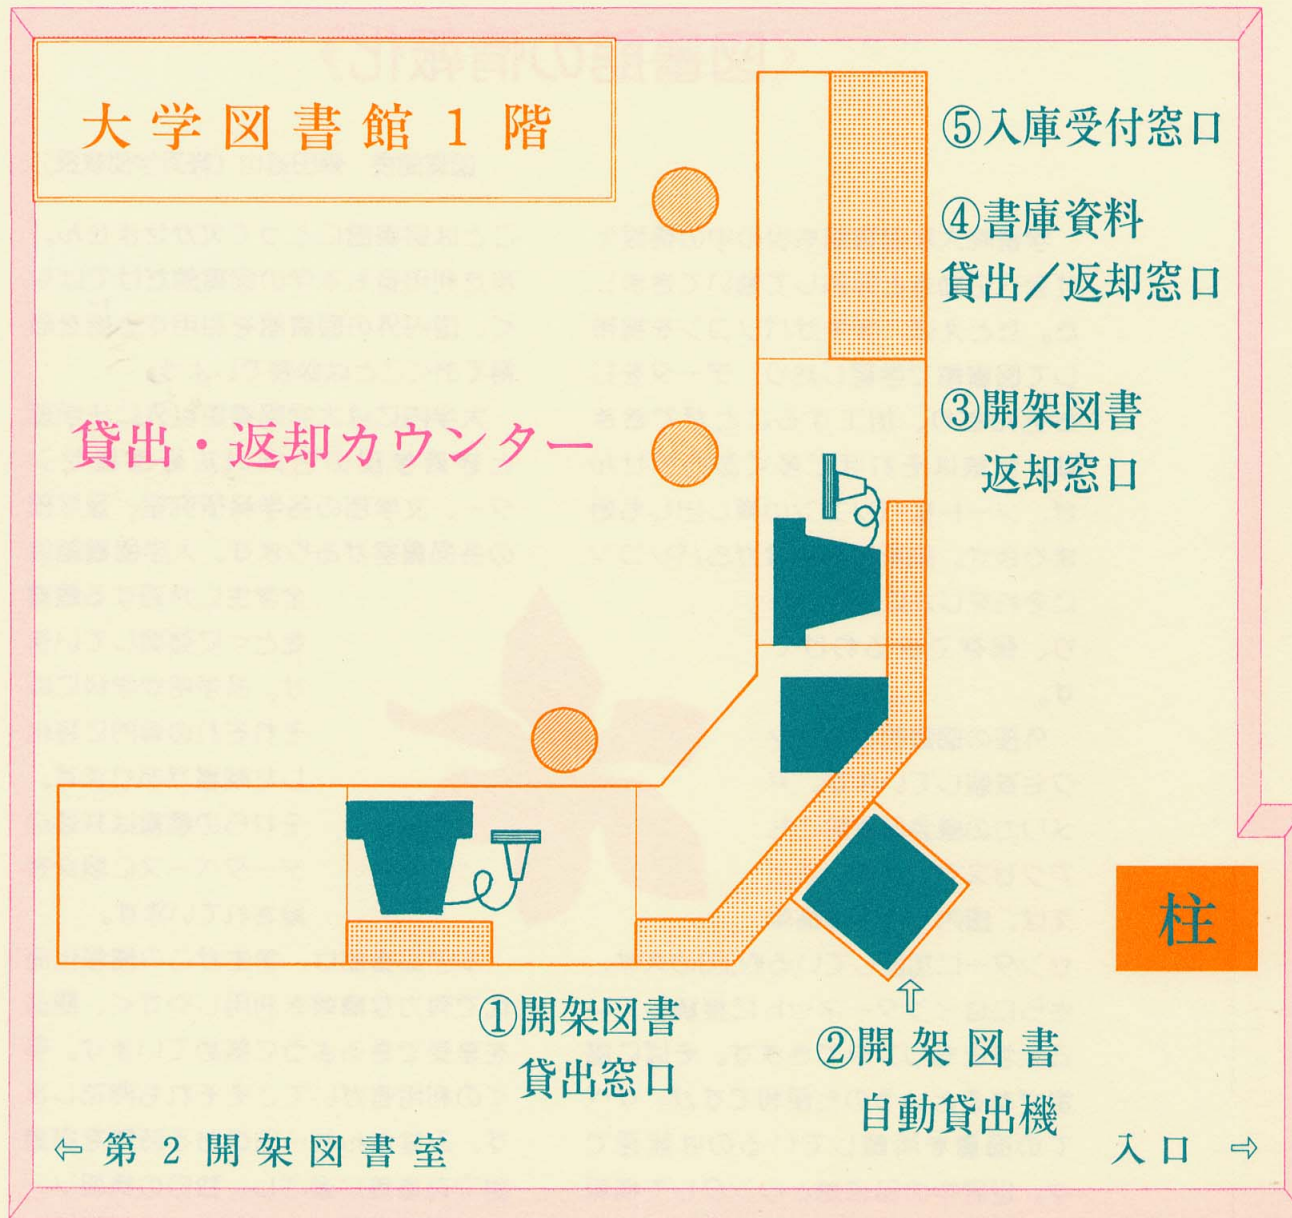 大学図書館1階
⑤入庫受付窓口
④書庫資料
貸出/返却窓口
③開架図書
返却窓口
貸出・返却カウンター
柱
①開架図書
貸出窓口
②開架図書
自動貸出機
⇦ 第2開架図書室
入口 ⇨